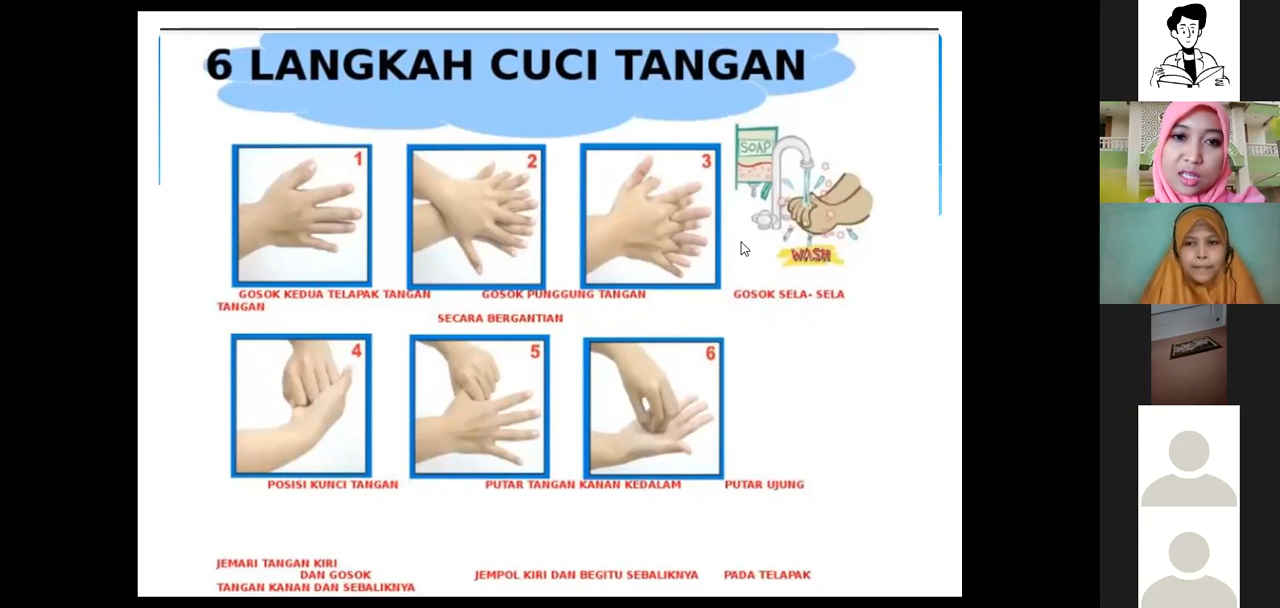 6 LANGKAH CUCI TANGAN
1
2
3
SOAP
WASH
GOSOK KEDUA TELAPAK TANGAN GOSOK PUNGGUNG TANGAN GOSOK SELA- SELA
TANGAN
SECARA BERGANTIAN
4
5
6
POSISI KUNCI TANGAN PUTAR TANGAN KANAN KEDALAM PUTAR UJUNG
JEMARI TANGAN KIRI
DAN GOSOK JEMPOL KIRI DAN BEGITU SEBALIKNYA PADA TELAPAK
TANGAN KANAN DAN SEBALIKNYA